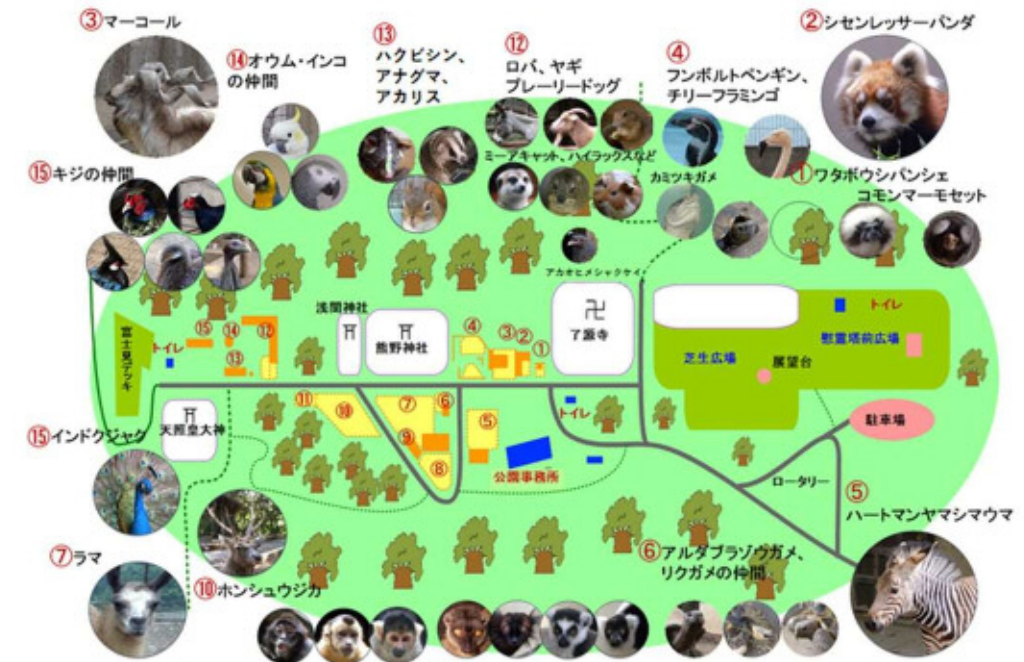 ③マーコール
⑭オウム・インコ
の仲間
⑬
ハクビシン、
アナグマ、
アカリス
⑫
ロバ、ヤギ
プレーリードッグ
④
フンボルトペンギン、
チリーフラミンゴ
②シセンレッサーパンダ
ミーアキャット、ハイラックスなど
カミツキガメ
①ワタボウシパンシェ
コモンマーモセット
⑮キジの仲間
アカオヒメシャクケイ
浅間神社
熊野神社
卍
了源寺
トイレ
慰霊塔前広場
芝生広場
展望台
富士見デッキ
トイレ
⑮
⑭
⑫
⑬
④
③
②
①
天照皇大神
⑪
⑩
⑦
⑥
⑨
⑧
⑤
トイレ
公園事務所
駐車場
ロータリー
⑮インドクジャク
⑤
ハートマンヤマシマウマ
⑥アルダブラゾウガメ、
リクガメの仲間
⑦ラマ
⑩ホンシュウジカ